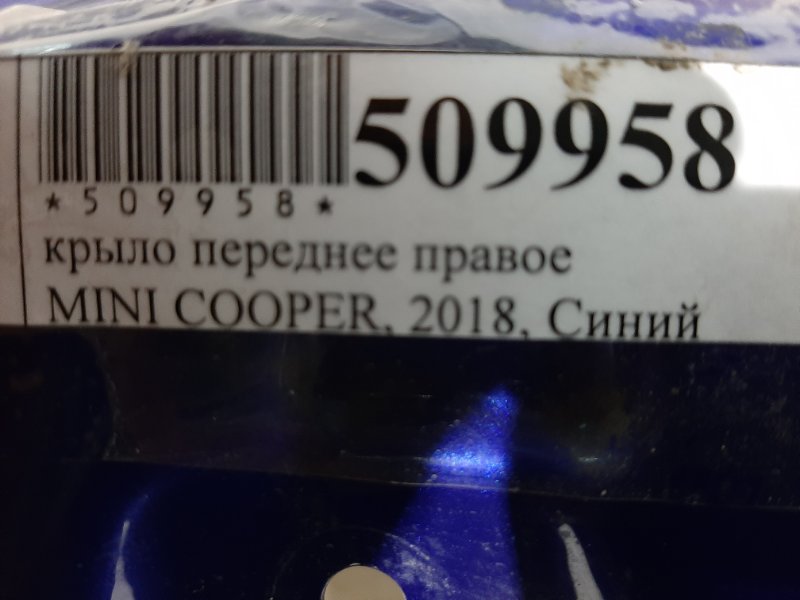 509958
*509958*
крыло переднее правое
MINI COOPER, 2018, Синий